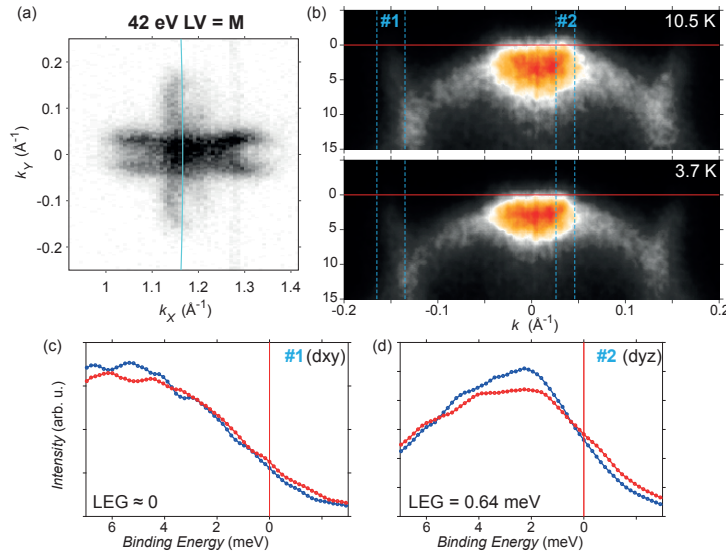 (a)
42 eV LV = M
0.2
0.1
0
-0.1
-0.2
kY (Å-1)
1
1.1
1.2
1.3
1.4
kX (Å-1)
(b)
#1
#2
10.5 K
0
5
10
15
3.7 K
0
5
10
15
-0.2
-0.1
0
0.1
0.2
k (Å-1)
(c)
#1 (dxy)
Intensity (arb. u.)
LEG ≈ 0
6
4
2
0
Binding Energy (meV)
(d)
#2 (dyz)
LEG = 0.64 meV
6
4
2
0
Binding Energy (meV)